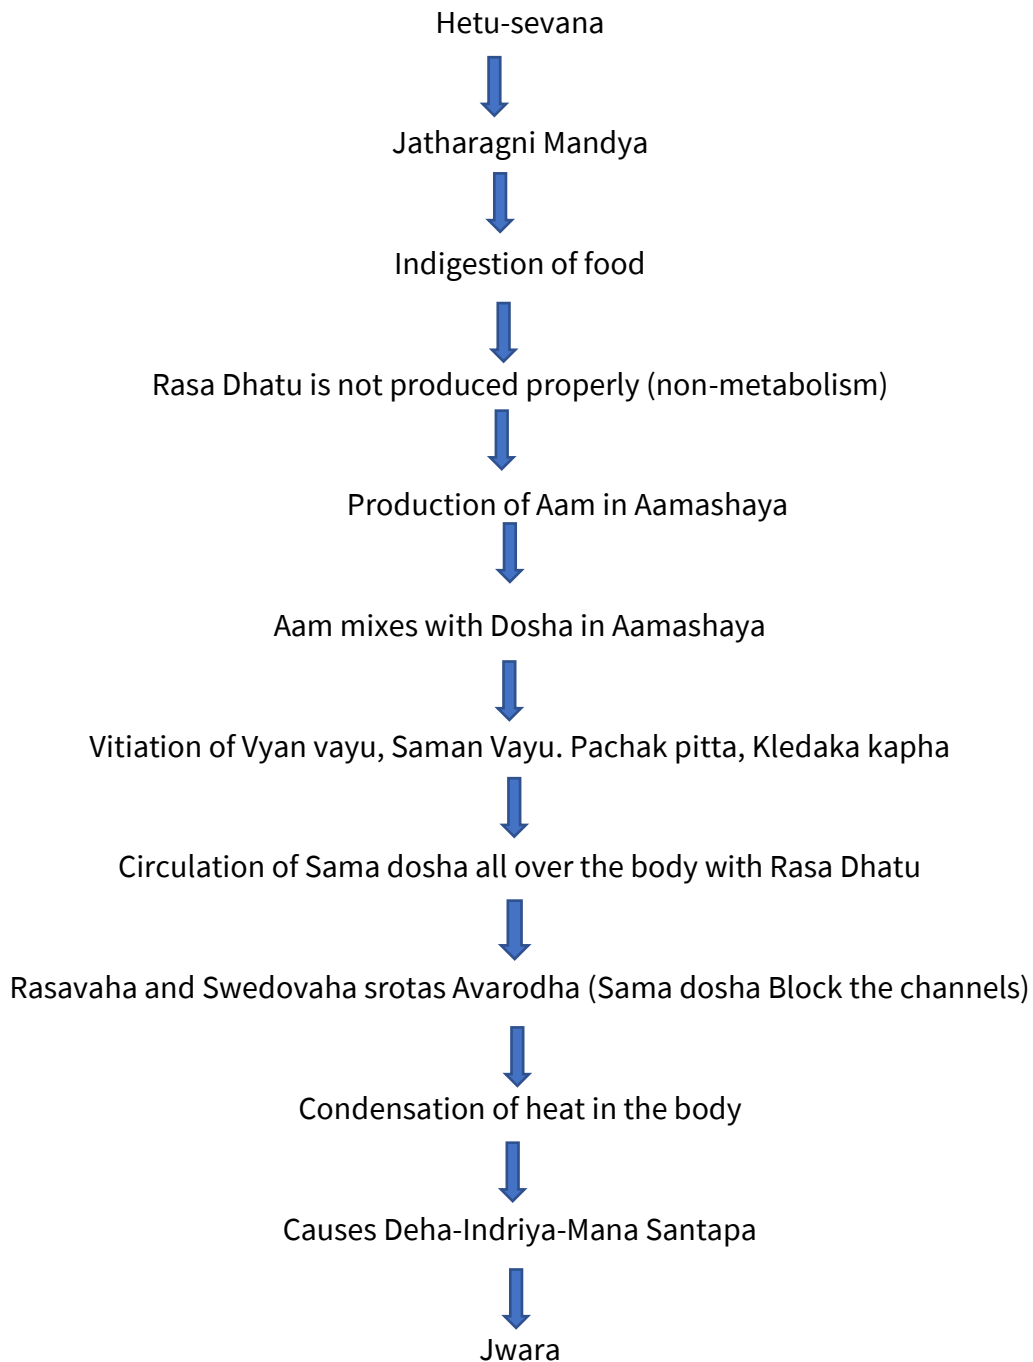 Hetu-sevana
Jatharagni Mandya
Indigestion of food
Rasa Dhatu is not produced properly (non-metabolism)
Production of Aam in Aamashaya
Aam mixes with Dosha in Aamashaya
Vitiation of Vyan vayu, Saman Vayu. Pachak pitta, Kledaka kapha
Circulation of Sama dosha all over the body with Rasa Dhatu
Rasavaha and Swedovaha srotas Avarodha (Sama dosha Block the channels)
Condensation of heat in the body
Causes Deha-Indriya-Mana Santapa
Jwara